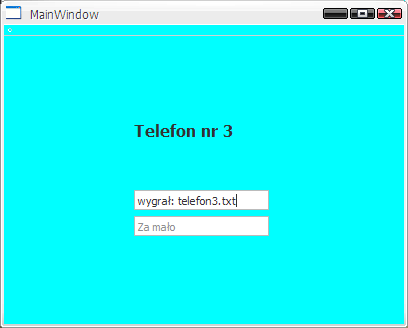 MainWindow
Telefon nr 3
wygrał: telefon3.txt
Za mało